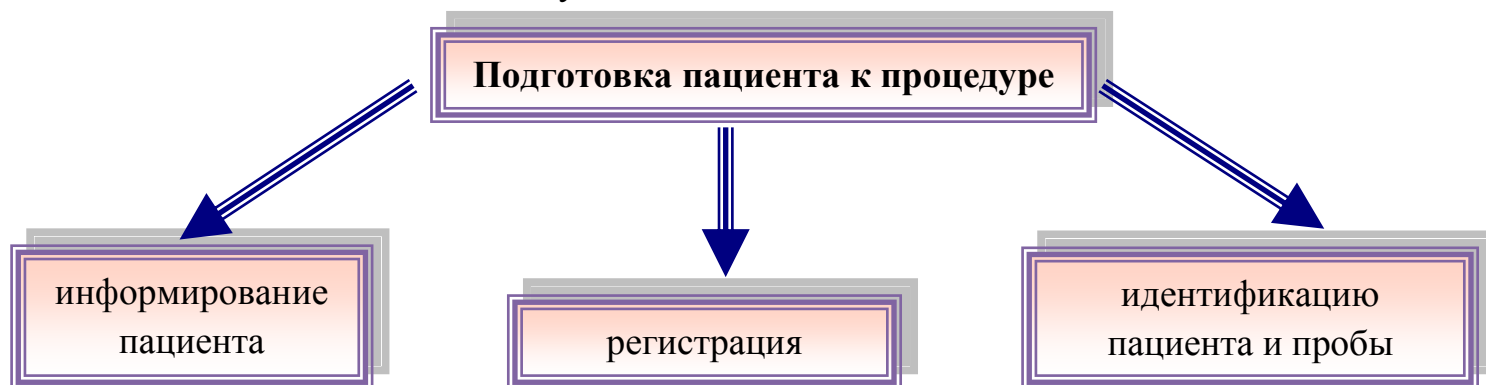 Подготовка пациента к процедуре
информирование
пациента
регистрация
идентификацию
пациента и пробы